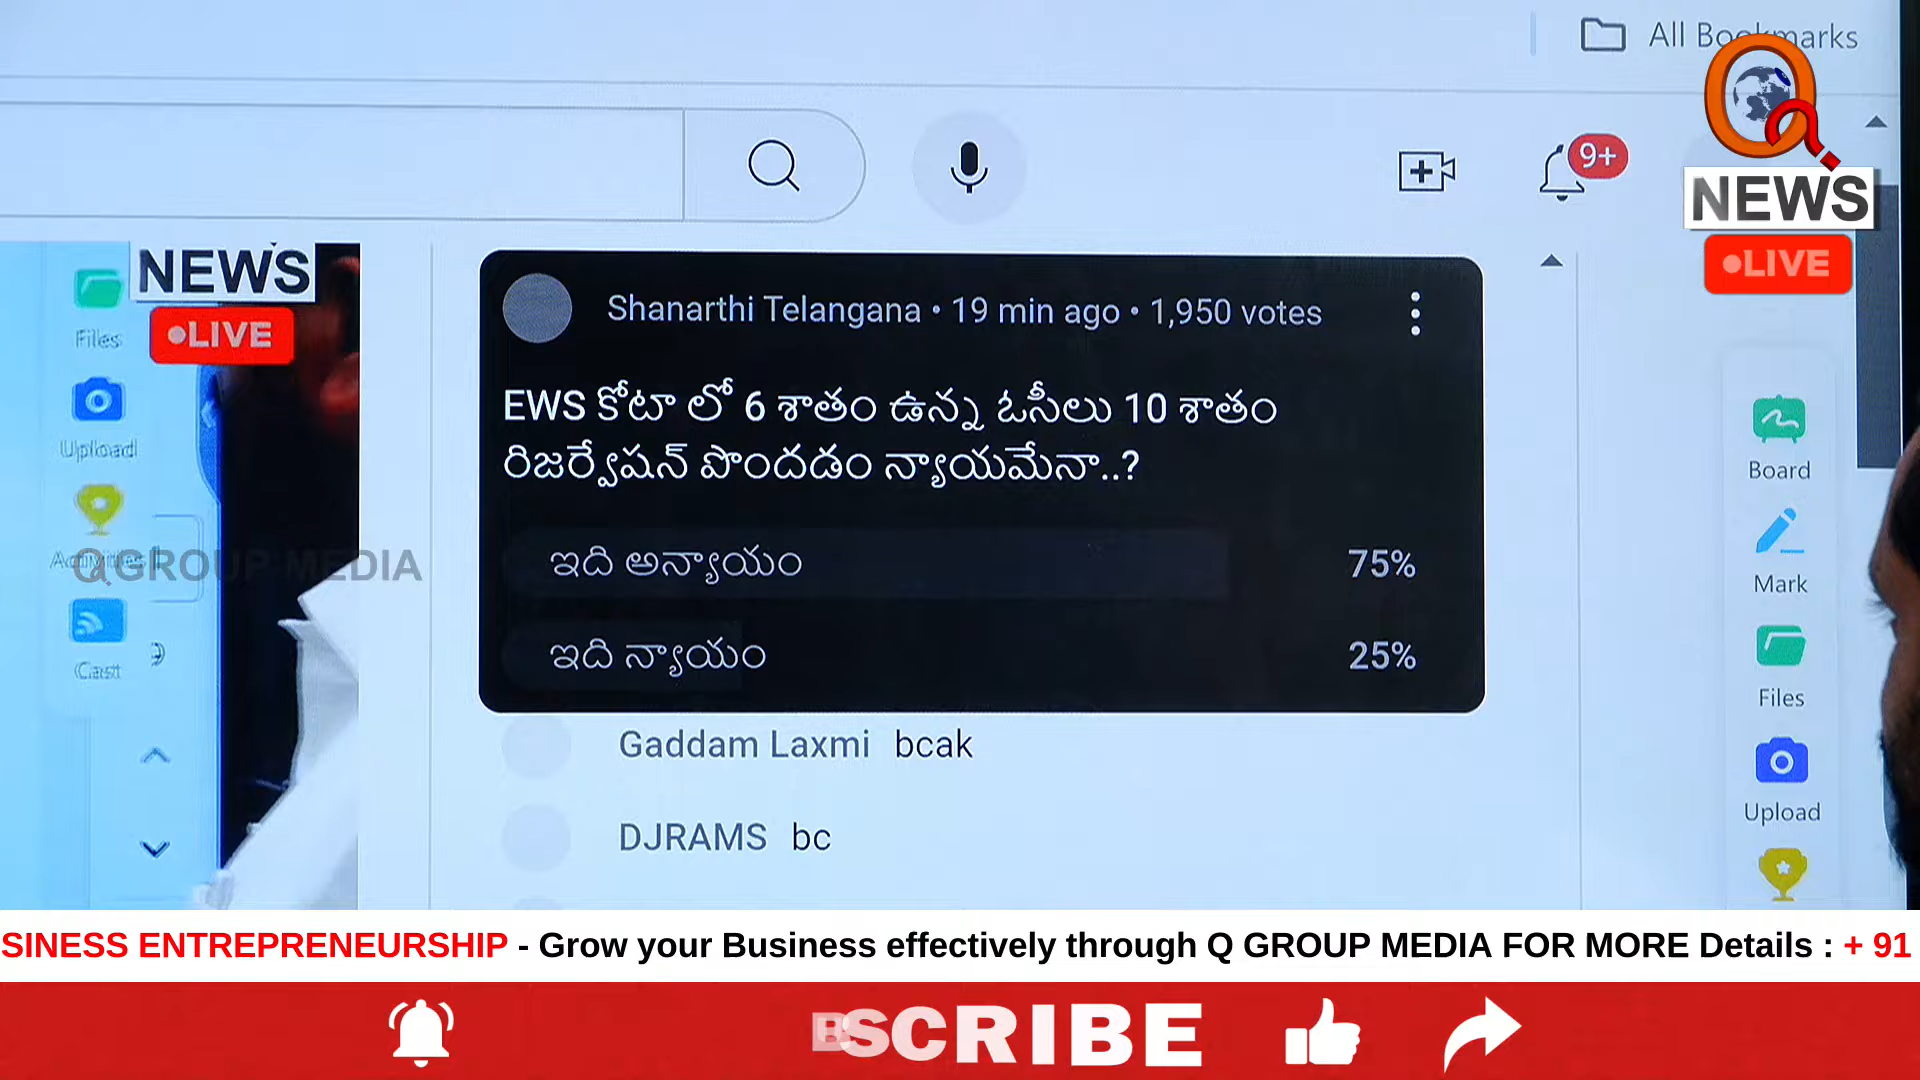 All Bookmarks
9+
Q
NEWS
LIVE
NEWS
LIVE
Files
Upload
Activities
Cast
Q GROUP MEDIA
Shanarthi Telangana • 19 min ago • 1,950 votes
EWS కోటా లో 6 శాతం ఉన్న ఓసీలు 10 శాతం
రిజర్వేషన్ పొందడం న్యాయమేనా..?
ఇది అన్యాయం 75%
ఇది న్యాయం 25%
Gaddam Laxmi bcak
DJRAMS bc
Board
Mark
Files
Upload
SINESS ENTREPRENEURSHIP - Grow your Business effectively through Q GROUP MEDIA FOR MORE Details : + 91
SCRIBE